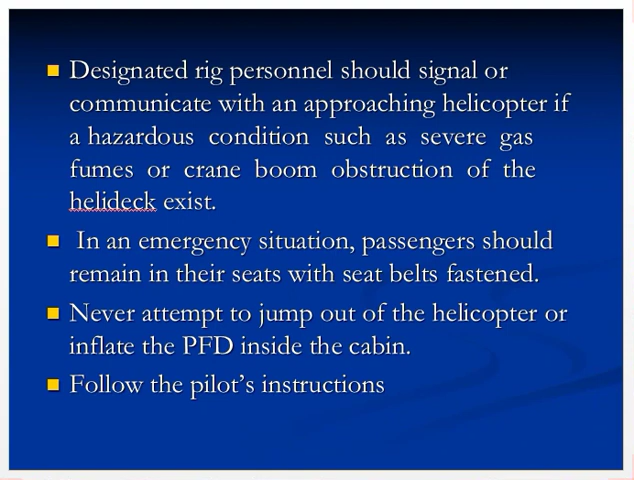 Designated rig personnel should signal or
communicate with an approaching helicopter if
a hazardous condition such as severe gas
fumes or crane boom obstruction of the
helideck exist.
In an emergency situation, passengers should
remain in their seats with seat belts fastened.
Never attempt to jump out of the helicopter or
inflate the PFD inside the cabin.
Follow the pilot's instructions